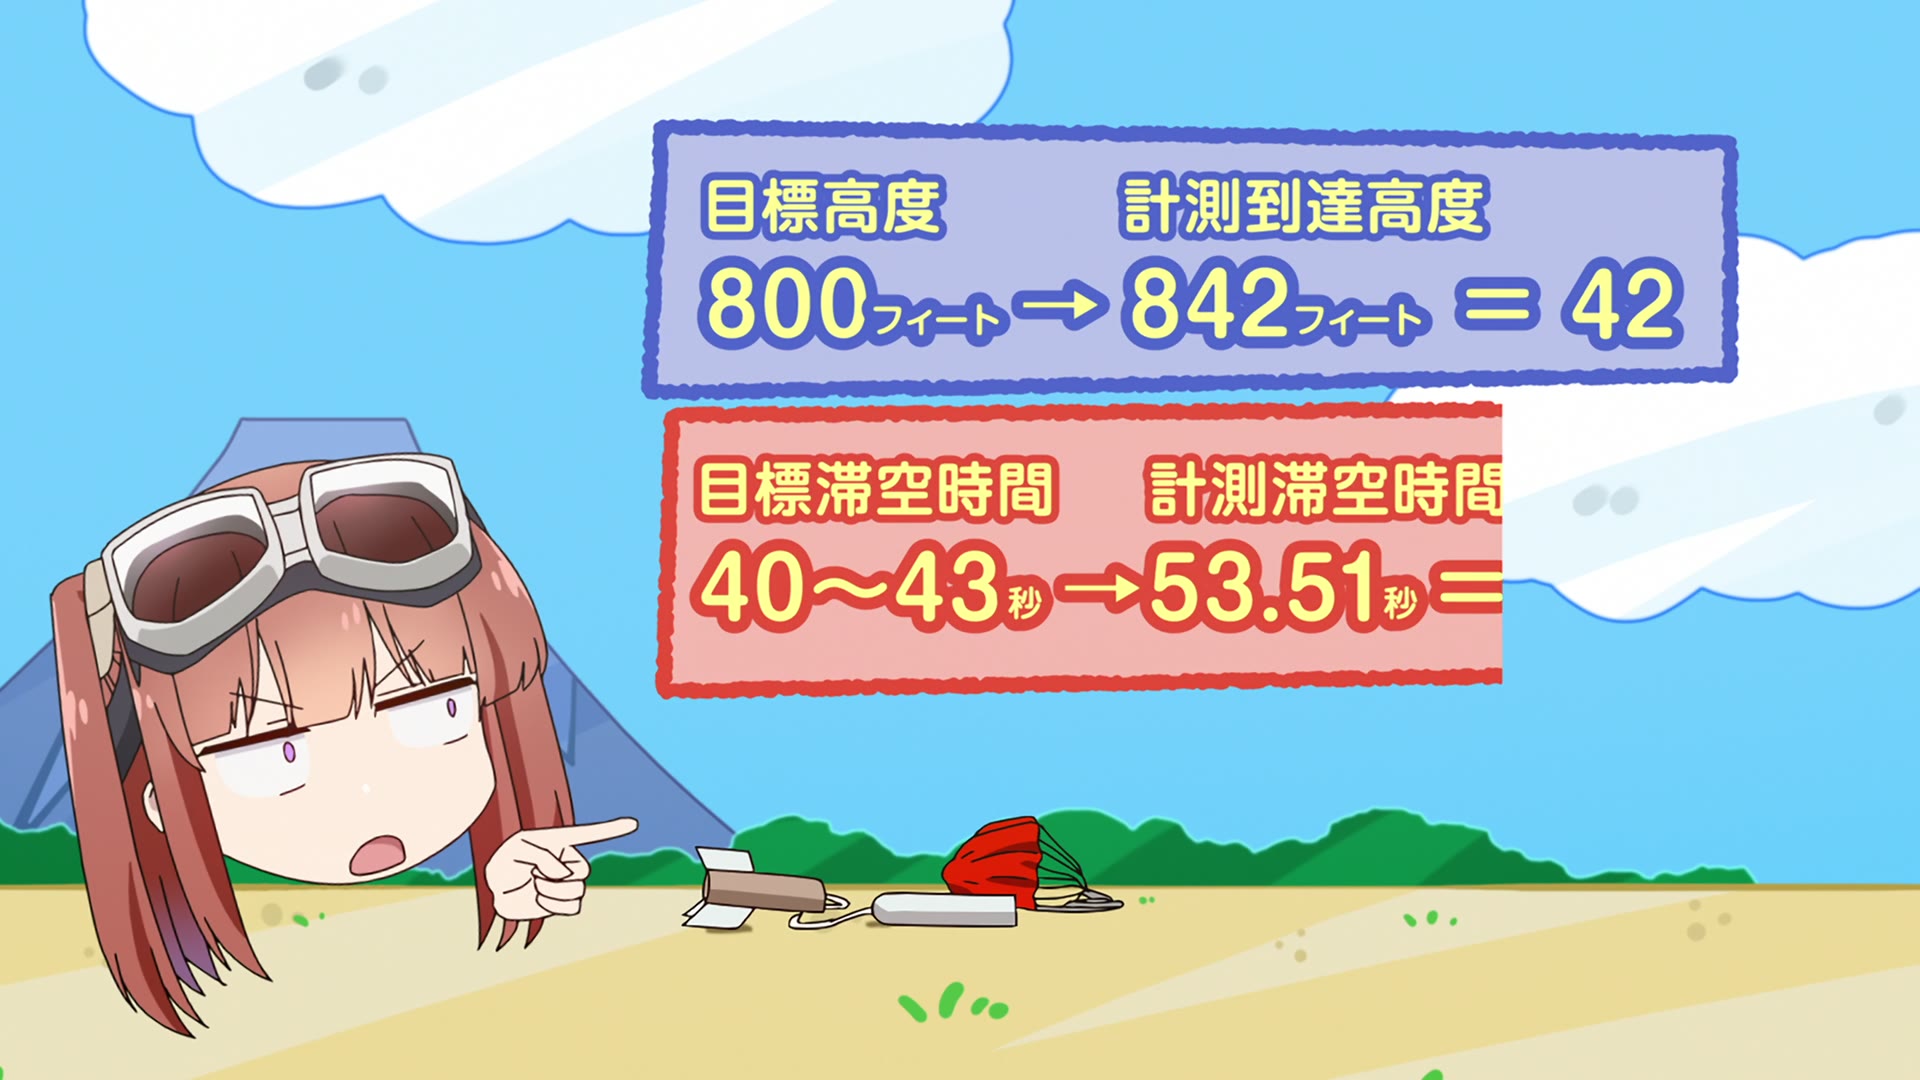 目標高度　計測到達高度
800フィート→842フィート＝42
目標滞空時間　計測滞空時間
40～43秒→53.51秒＝